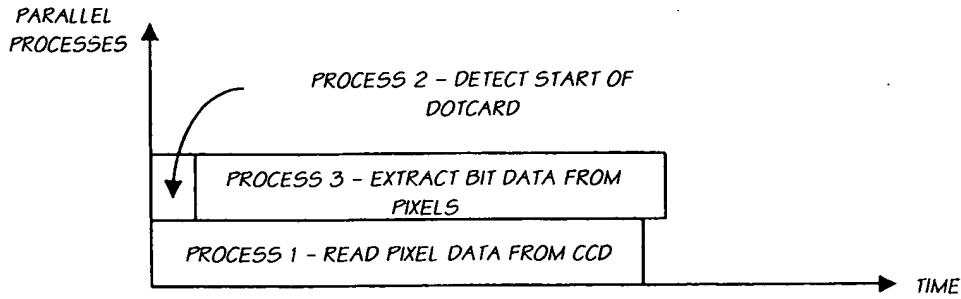 PARALLEL
PROCESSES
PROCESS 2 - DETECT START OF
DOTCARD
PROCESS 3 - EXTRACT BIT DATA FROM
PIXELS
PROCESS 1 - READ PIXEL DATA FROM CCD
TIME